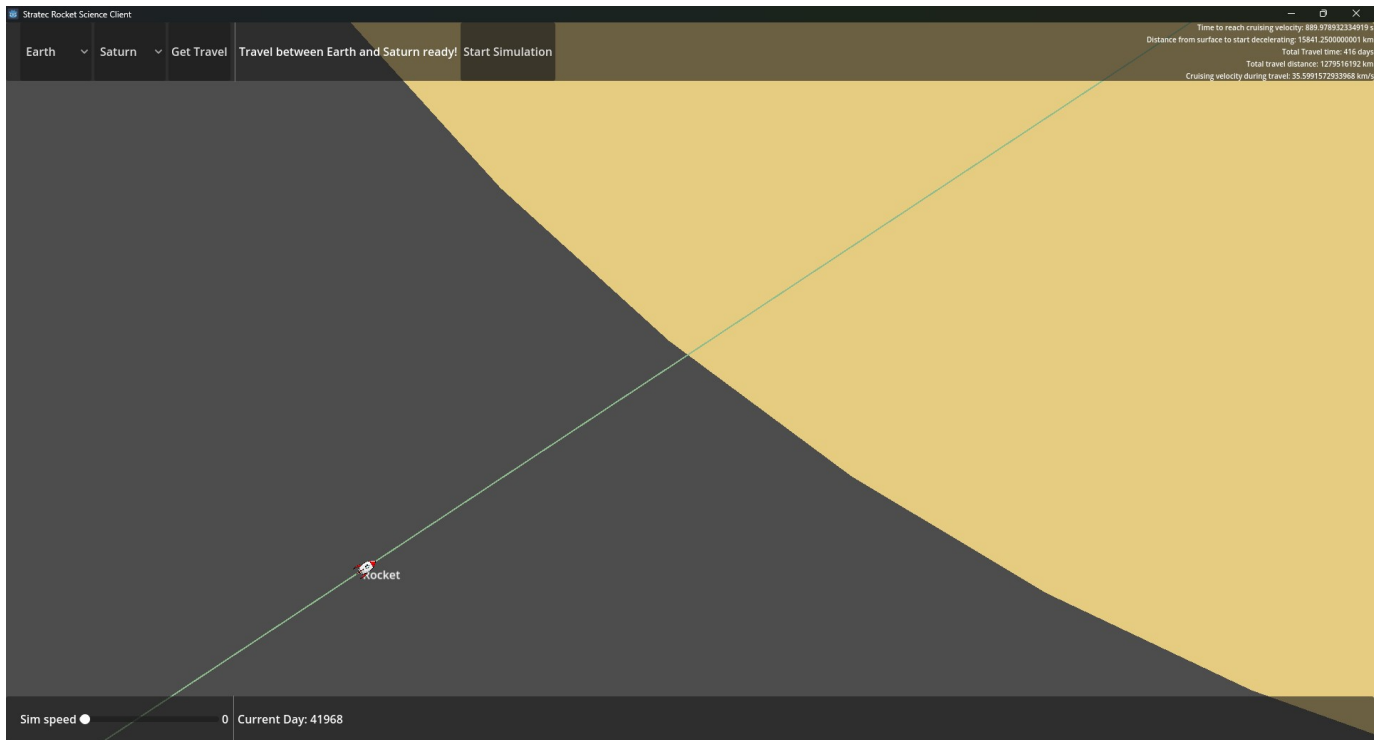 Stratec Rocket Science Client
Earth
Saturn
Get Travel
Travel between Earth and Saturn ready!
Start Simulation
Time to reach cruising velocity: 889.978932334919 s
Distance from surface to start decelerating: 15841.2500000001 km
Total Travel time: 416 days
Total travel distance: 1279516192 km
Cruising velocity during travel: 35.5991572933968 km/s
Rocket
Sim speed
0
Current Day: 41968